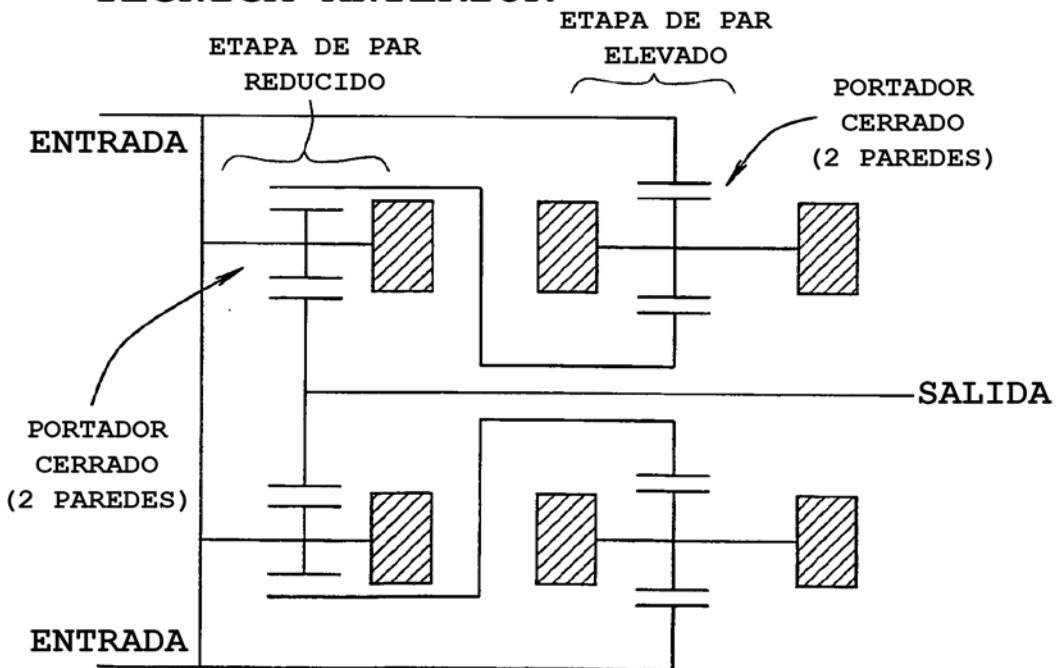 ETAPA DE PAR
REDUCIDO
ETAPA DE PAR
ELEVADO
PORTADOR
CERRADO
(2 PAREDES)
ENTRADA
SALIDA
PORTADOR
CERRADO
(2 PAREDES)
ENTRADA